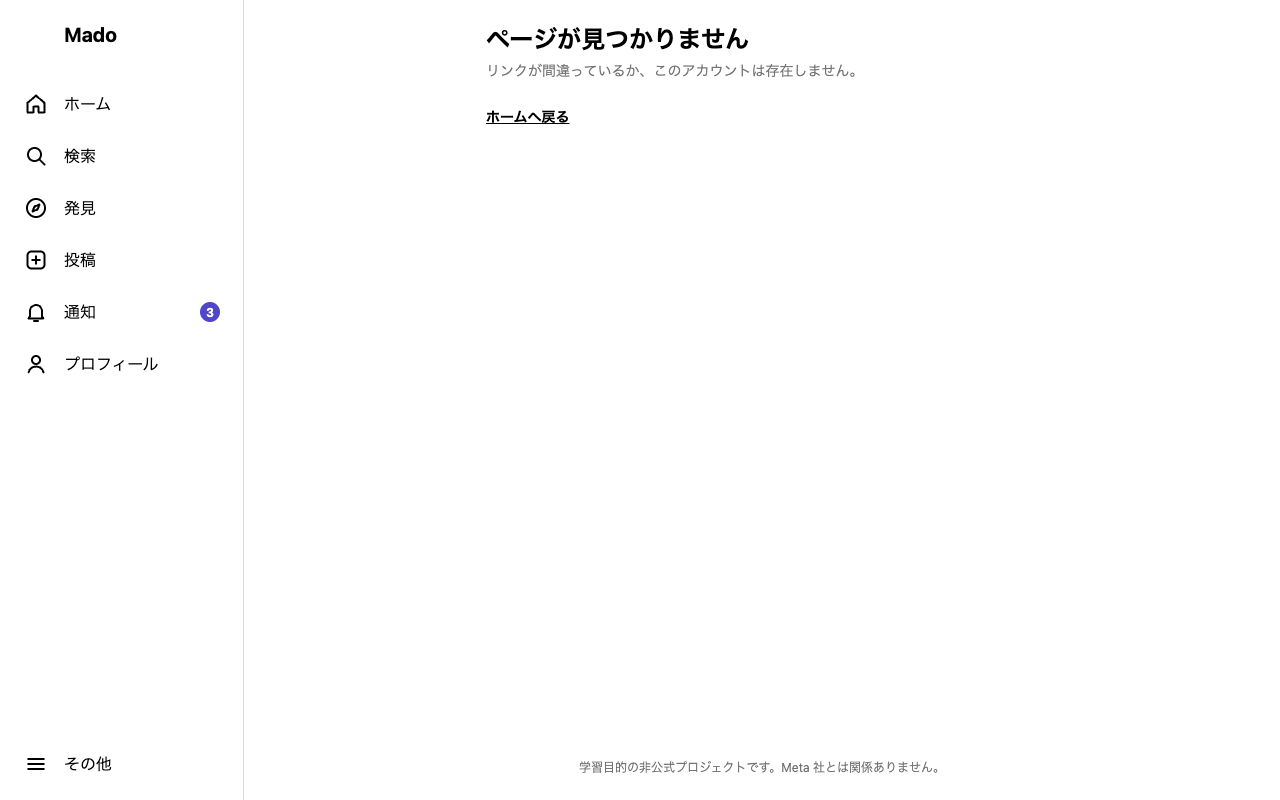 Mado
ホーム
検索
発見
投稿
通知
3
プロフィール
その他
ページが見つかりません
リンクが間違っているか、このアカウントは存在しません。
ホームへ戻る
学習目的の非公式プロジェクトです。Meta 社とは関係ありません。